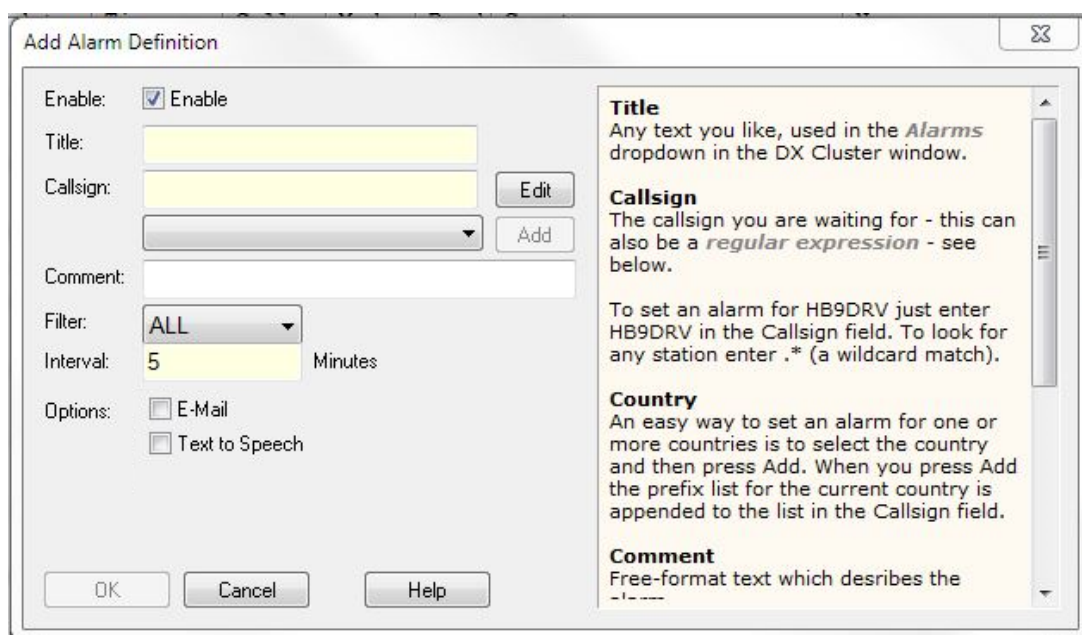 Add Alarm Definition
Enable: Enable
Title:
Callsign: Edit
Add
Comment:
Filter: ALL
Interval: 5 Minutes
Options: E-Mail
Text to Speech
OK Cancel Help
Title
Any text you like, used in the Alarms
dropdown in the DX Cluster window.
Callsign
The callsign you are waiting for - this can
also be a regular expression - see
below.
To set an alarm for HB9DRV just enter
HB9DRV in the Callsign field. To look for
any station enter .* (a wildcard match).
Country
An easy way to set an alarm for one or
more countries is to select the country
and then press Add. When you press Add
the prefix list for the current country is
appended to the list in the Callsign field.
Comment
Free-format text which desribes the